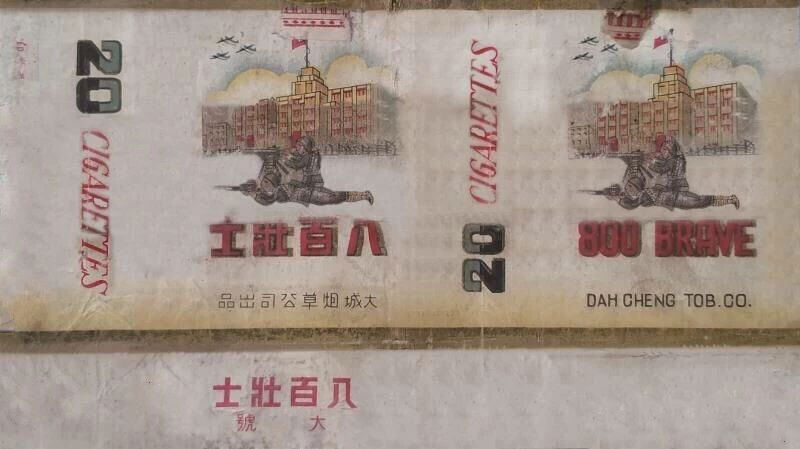 20
CIGARETTES
八百壯士
大城烟草公司出品
CIGARETTES
20
800 BRAVE
DAH CHENG TOB. CO.
八百壯士
大號